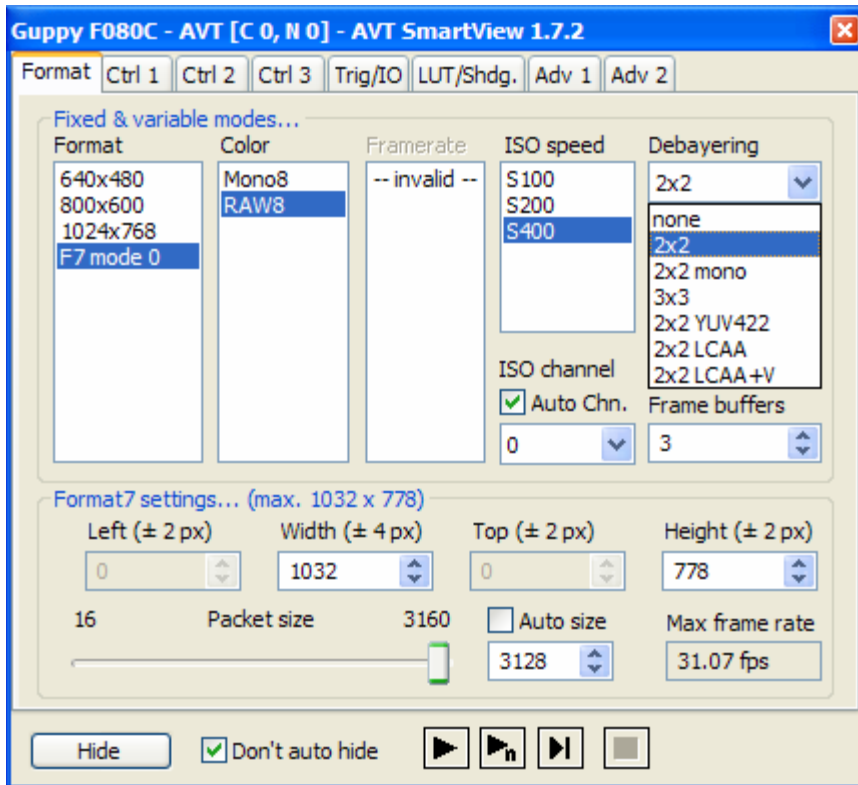 Guppy F080C - AVT [C 0, N 0] - AVT SmartView 1.7.2
Format Ctrl 1 Ctrl 2 Ctrl 3 Trig/IO LUT/Shdg. Adv 1 Adv 2
Fixed & variable modes...
Format Color Framerate ISO speed Debayering
640x480
800x600
1024x768
F7 mode 0
Mono8
RAW8
-- invalid --
S100
S200
S400
2x2
none
2x2
2x2 mono
3x3
2x2 YUV422
2x2 LCAA
2x2 LCAA+V
ISO channel
Auto Chn.
0
Frame buffers
3
Format7 settings... (max. 1032 x 778)
Left (± 2 px) Width (± 4 px) Top (± 2 px) Height (± 2 px)
0 1032 0 778
16 Packet size 3160 Auto size Max frame rate
3128 31.07 fps
Hide Don't auto hide n